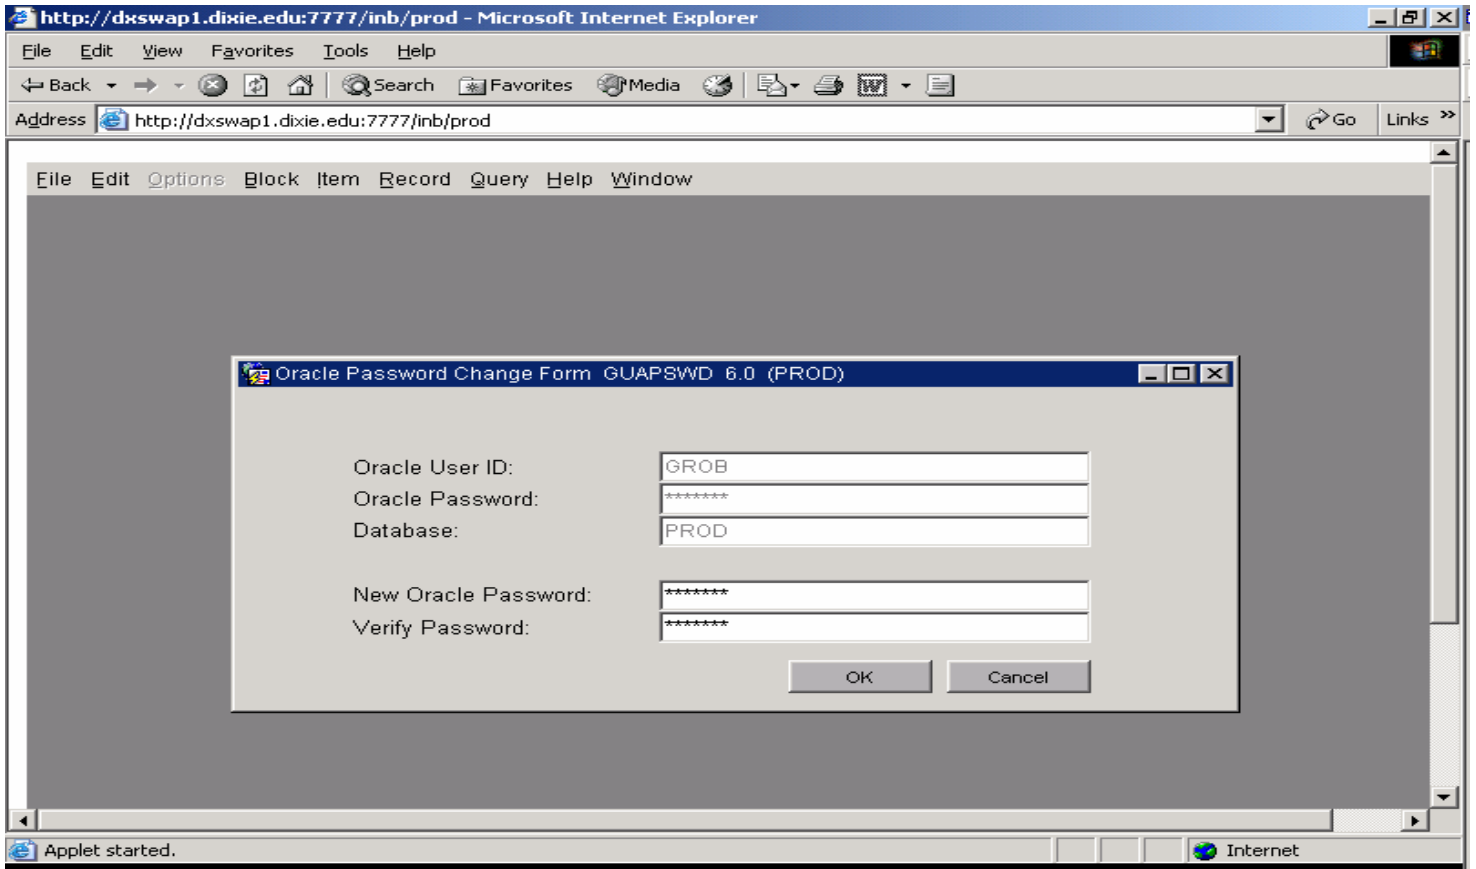 http://dxswap1.dixie.edu:7777/inb/prod - Microsoft Internet Explorer
File Edit View Favorites Tools Help
Back Search Favorites Media
Address http://dxswap1.dixie.edu:7777/inb/prod Go Links »
File Edit Options Block Item Record Query Help Window
Oracle Password Change Form GUAPSWD 6.0 (PROD)
Oracle User ID: GROB
Oracle Password: *******
Database: PROD
New Oracle Password: *******
Verify Password: *******
OK Cancel
Applet started. Internet